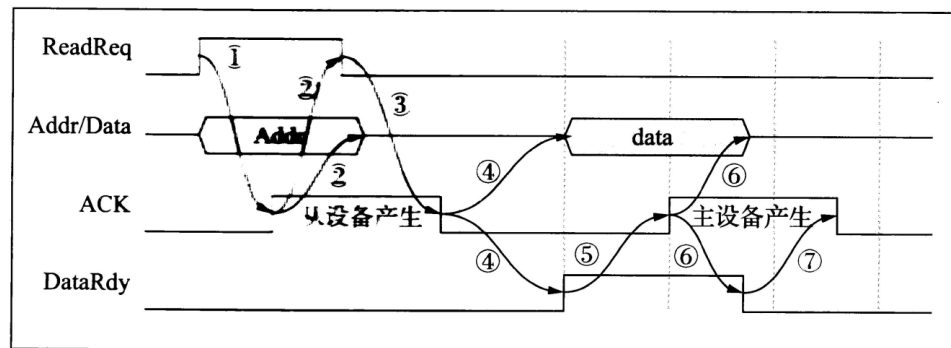 ReadReq ① ② ③
Addr/Data Addr ② ④ data ⑥
ACK 从设备产生 主设备产生
④ ⑤ ⑥ ⑦
DataRdy